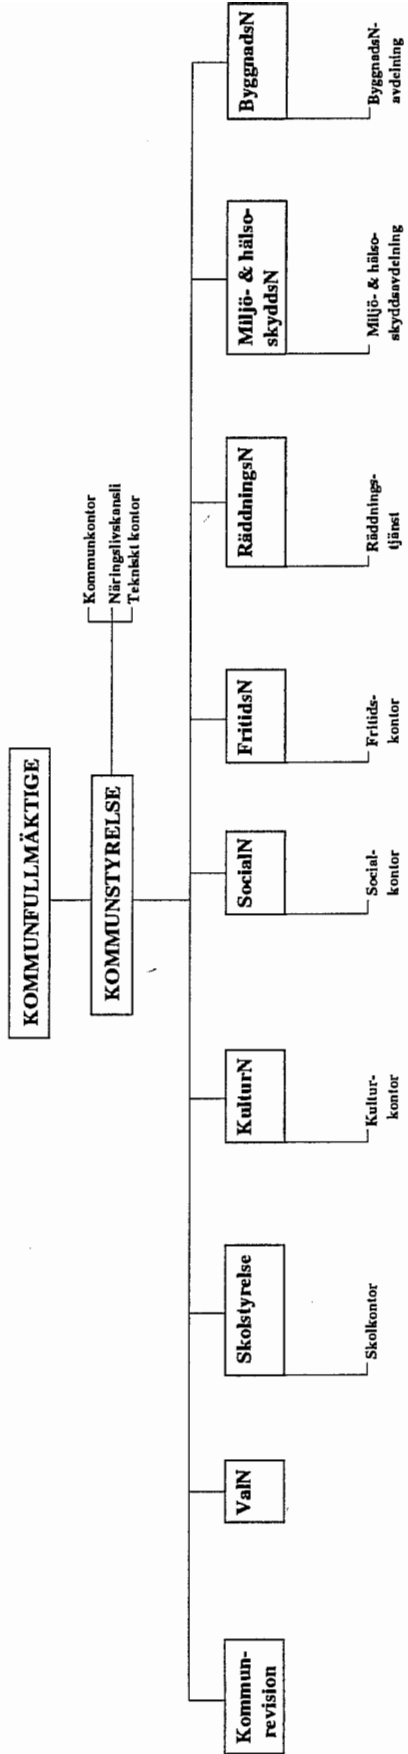 KOMMUNFULLMÄKTIGE
KOMMUNSTYRELSE
Kommunkontor
Näringslivskansli
Tekniskt kontor
Kommun-
revision
ValN
Skolstyrelse
KulturN
SocialN
FritidsN
RäddningsN
Miljö- & hälso-
skyddsN
ByggnadsN
Skolkontor
Kultur-
kontor
Social-
kontor
Fritids-
kontor
Räddnings-
tjänst
Miljö- & hälso-
skyddsavdelning
ByggnadsN-
avdelning